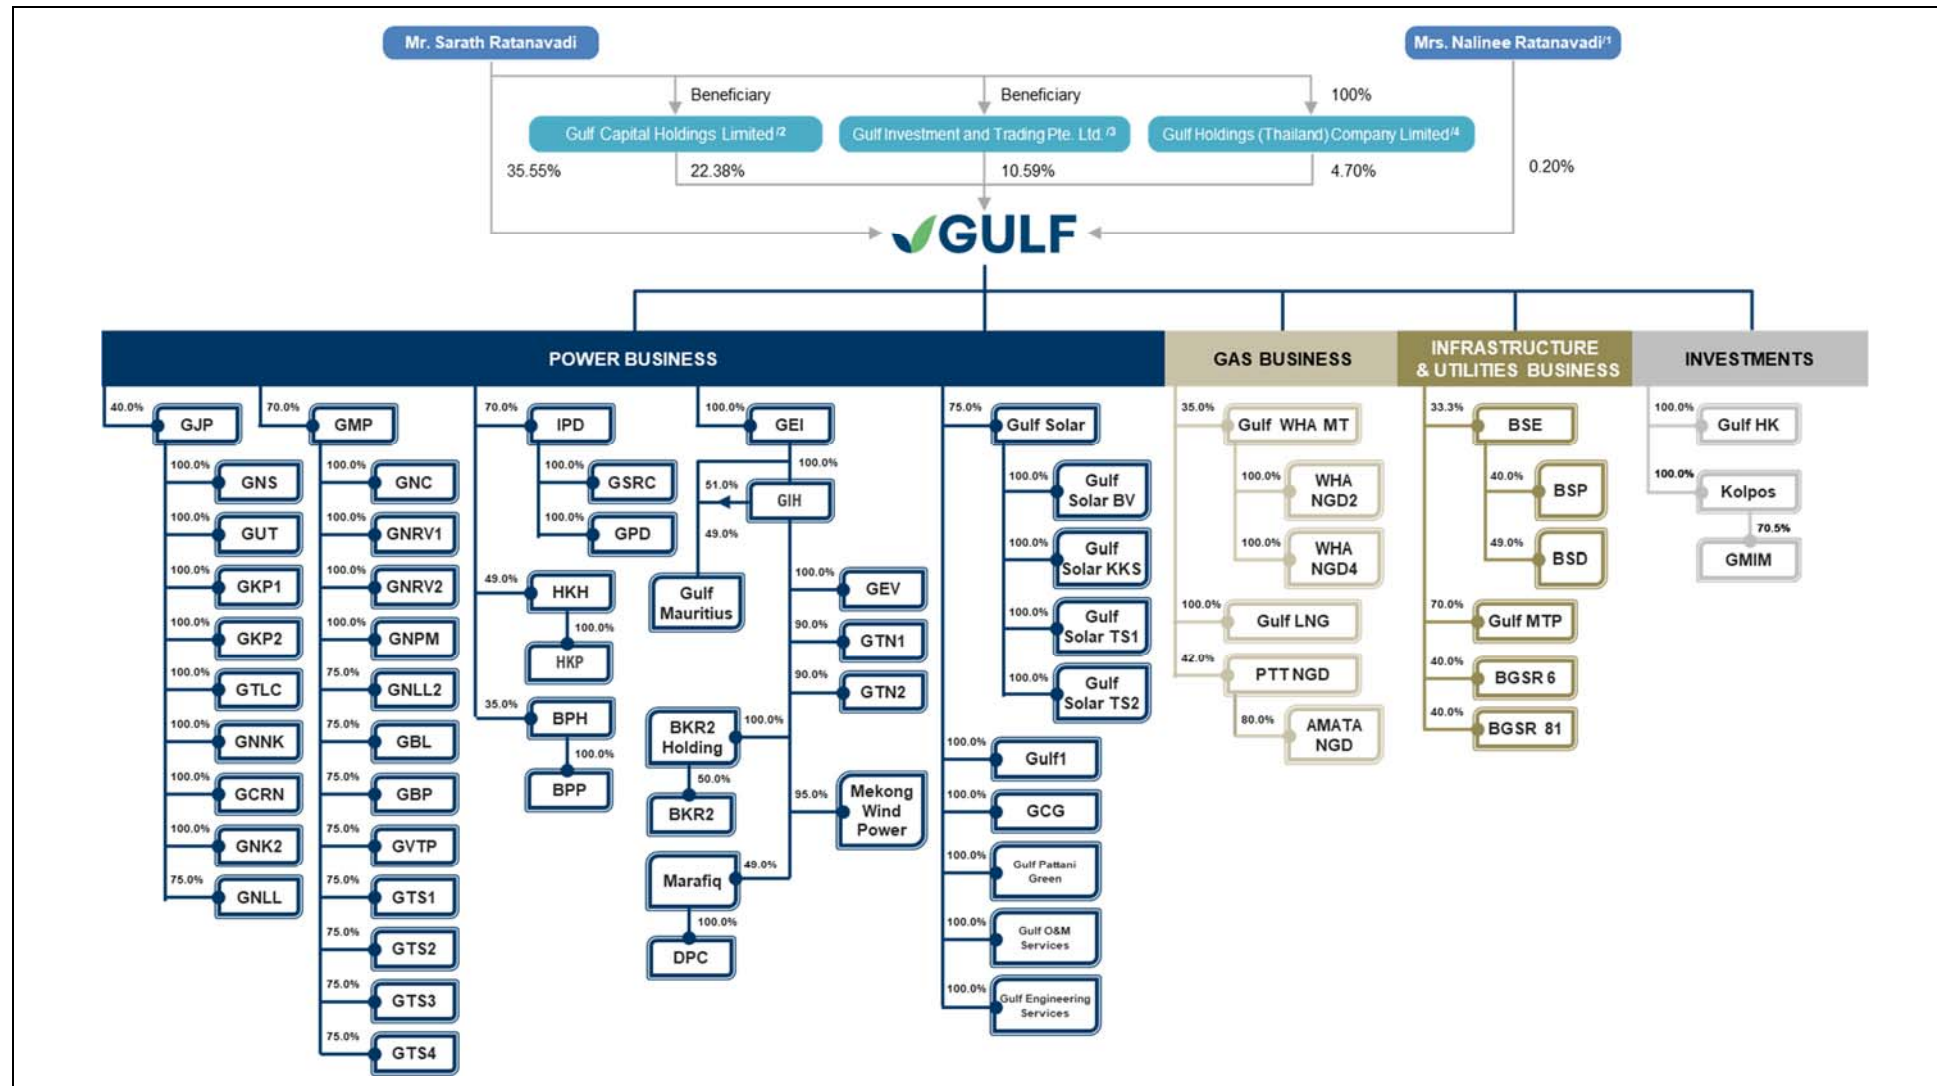 Mr. Sarath Ratanavadi
Mrs. Nalinee Ratanavadi/1
Beneficiary
Beneficiary
100%
Gulf Capital Holdings Limited /2
Gulf Investment and Trading Pte. Ltd. /3
Gulf Holdings (Thailand) Company Limited/4
35.55%
22.38%
10.59%
4.70%
0.20%
GULF
POWER BUSINESS
40.0%
GJP
100.0%
GNS
100.0%
GUT
100.0%
GKP1
100.0%
GKP2
100.0%
GTLC
100.0%
GNNK
100.0%
GCRN
100.0%
GNK2
75.0%
GNLL
70.0%
GMP
100.0%
GNC
100.0%
GNRV1
100.0%
GNRV2
100.0%
GNPM
75.0%
GNLL2
75.0%
GBL
75.0%
GBP
75.0%
GVTP
75.0%
GTS1
75.0%
GTS2
75.0%
GTS3
75.0%
GTS4
70.0%
IPD
100.0%
GSRC
100.0%
GPD
49.0%
HKH
100.0%
HKP
35.0%
BPH
100.0%
BPP
100.0%
GEI
100.0%
GIH
51.0%
49.0%
Gulf
Mauritius
100.0%
GEV
90.0%
GTN1
90.0%
GTN2
100.0%
BKR2
Holding
50.0%
BKR2
95.0%
Mekong
Wind
Power
49.0%
Marafiq
100.0%
DPC
75.0%
Gulf Solar
100.0%
Gulf
Solar BV
100.0%
Gulf
Solar KKS
100.0%
Gulf
Solar TS1
100.0%
Gulf
Solar TS2
100.0%
Gulf1
100.0%
GCG
100.0%
Gulf Pattani
Green
100.0%
Gulf O&M
Services
100.0%
Gulf Engineering
Services
GAS BUSINESS
35.0%
Gulf WHA MT
100.0%
WHA
NGD2
100.0%
WHA
NGD4
100.0%
Gulf LNG
42.0%
PTT NGD
80.0%
AMATA
NGD
INFRASTRUCTURE
& UTILITIES BUSINESS
33.3%
BSE
40.0%
BSP
49.0%
BSD
70.0%
Gulf MTP
40.0%
BGSR 6
40.0%
BGSR 81
INVESTMENTS
100.0%
Gulf HK
100.0%
Kolpos
70.5%
GMIM